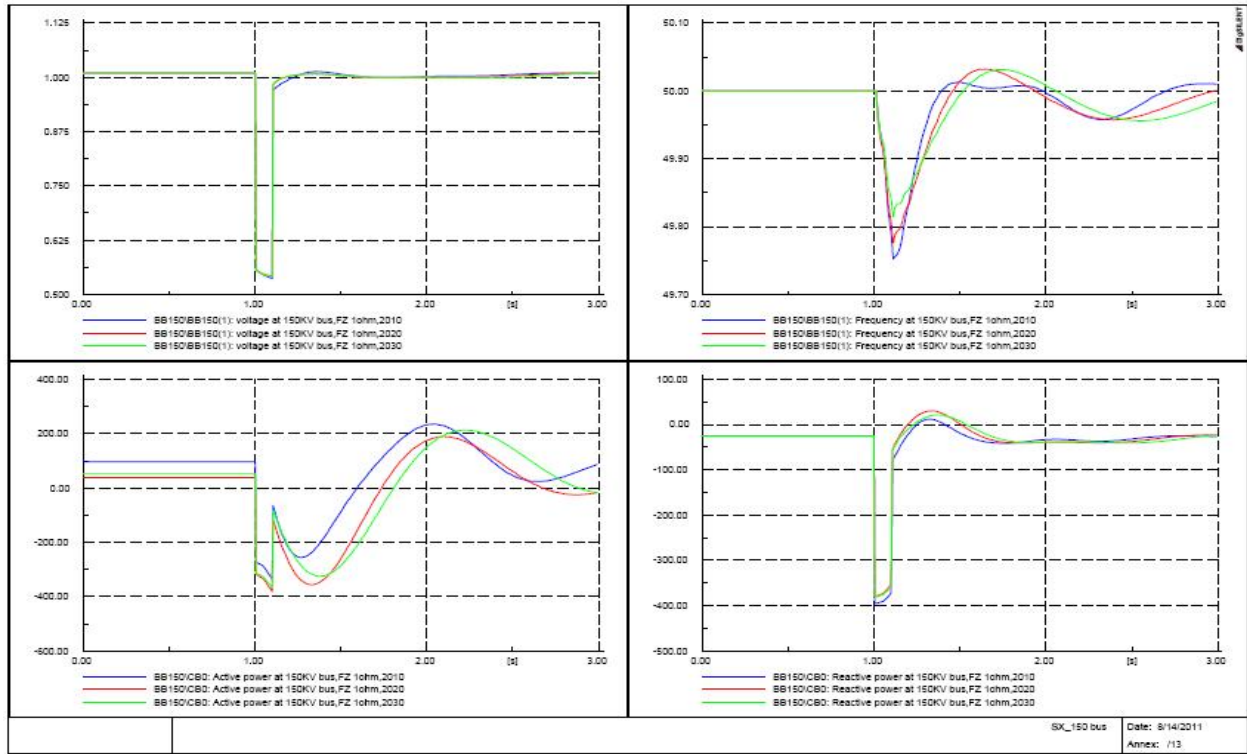 1.125
1.000
0.875
0.750
0.625
0.500
0.00
1.00
2.00
[s]
3.00
BB150\BB150(1): voltage at 150KV bus,FZ 1ohm,2010
BB150\BB150(1): voltage at 150KV bus,FZ 1ohm,2020
BB150\BB150(1): voltage at 150KV bus,FZ 1ohm,2030
50.10
50.00
49.90
49.80
49.70
0.00
1.00
2.00
[s]
3.00
BB150\BB150(1): Frequency at 150KV bus,FZ 1ohm,2010
BB150\BB150(1): Frequency at 150KV bus,FZ 1ohm,2020
BB150\BB150(1): Frequency at 150KV bus,FZ 1ohm,2030
DIgSILENT
400.00
200.00
0.00
-200.00
-400.00
-600.00
0.00
1.00
2.00
[s]
3.00
BB150\CB0: Active power at 150KV bus,FZ 1ohm,2010
BB150\CB0: Active power at 150KV bus,FZ 1ohm,2020
BB150\CB0: Active power at 150KV bus,FZ 1ohm,2030
100.00
0.00
-100.00
-200.00
-300.00
-400.00
-500.00
0.00
1.00
2.00
[s]
3.00
BB150\CB0: Reactive power at 150KV bus,FZ 1ohm,2010
BB150\CB0: Reactive power at 150KV bus,FZ 1ohm,2020
BB150\CB0: Reactive power at 150KV bus,FZ 1ohm,2030
SX_150 bus
Date: 6/14/2011
Annex: /13